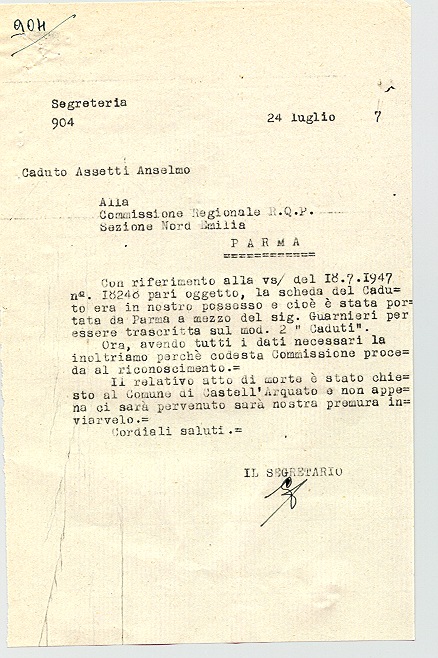 904
Segreteria
904 24 luglio 7
Caduto Assetti Anselmo
Alla
Commissione Regionale R.Q.P.
Sezione Nord Emilia
P A R M A
============
Con riferimento alla vs/ del I8.7.1947
nª. I8246 pari oggetto, la scheda del Cadu=
to era in nostro possesso e cioè è stata por=
tata da Parma a mezzo del sig. Guarnieri per
essere trascritta sul mod. 2 " Caduti".
Ora, avendo tutti i dati necessari la
inoltriamo perchè codesta Commissione proce=
da al riconoscimento.=
Il relativo atto di morte è stato chie=
sto al Comune di Castell'Arquato e non appe=
na ci sarà pervenuto sarà nostra premura in=
viarvelo.=
Cordiali saluti.=
IL SEGRETARIO